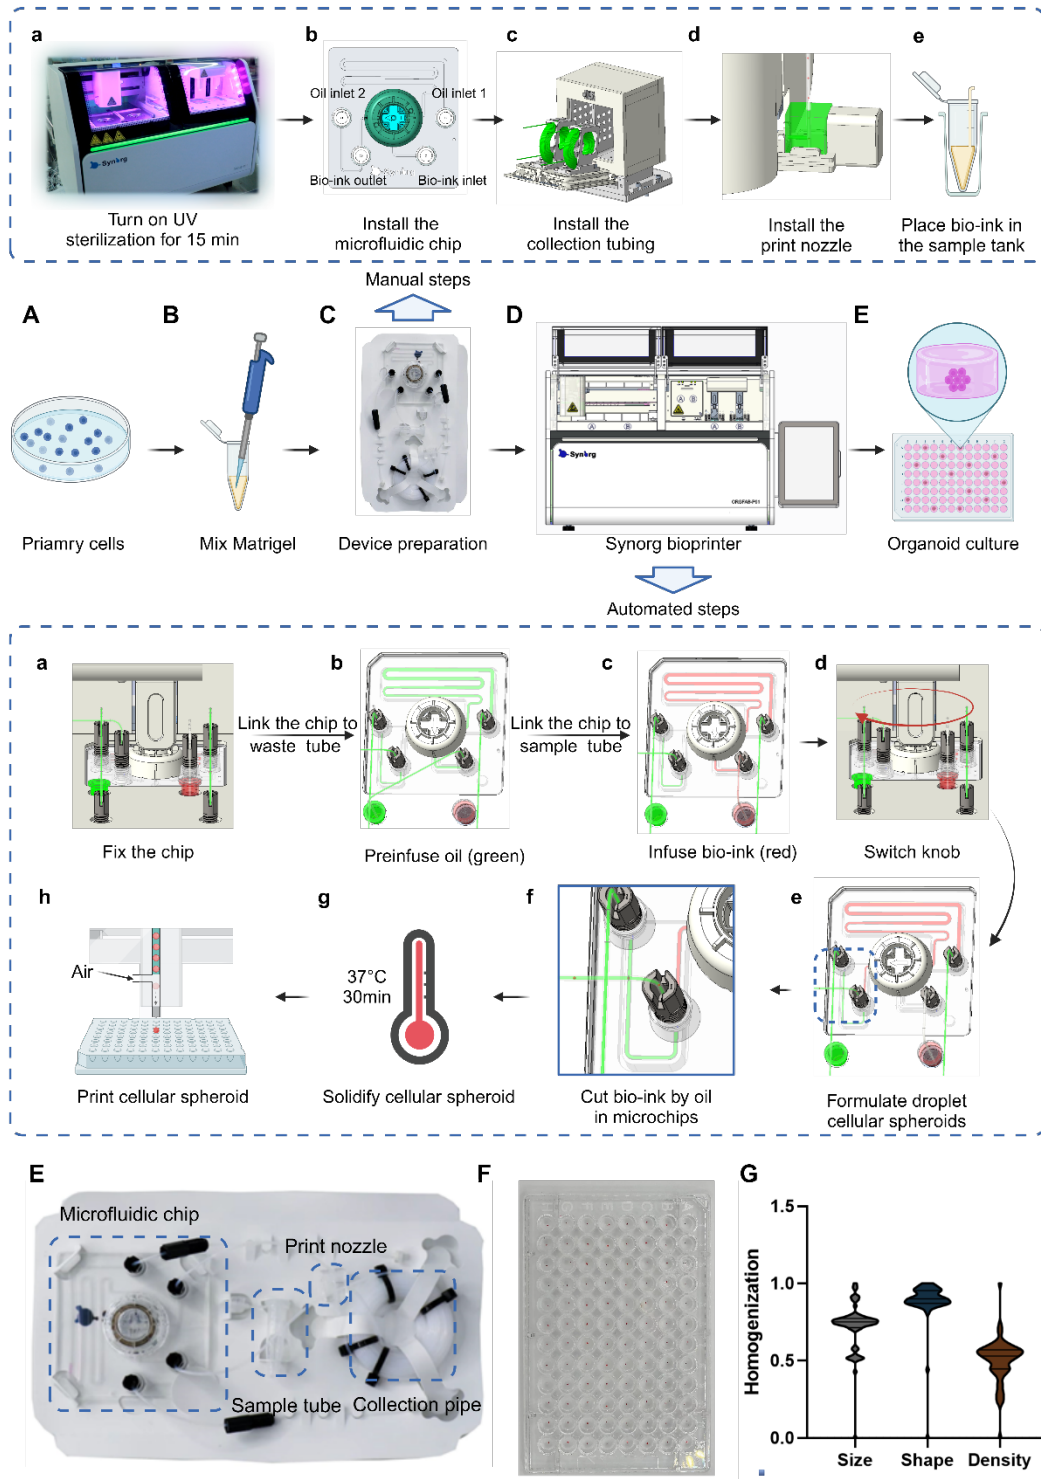 a
b
c
d
e
Synorg
Oil inlet 2
Oil inlet 1
Bio-ink outlet
Bio-ink inlet
Turn on UV
sterilization for 15 min
Install the
microfluidic chip
Install the
collection tubing
Install the
print nozzle
Place bio-ink in
the sample tank
Manual steps
A
B
C
D
E
A
B
A
B
A
B
Synorg
ORGFAB-P01
Priamry cells
Mix Matrigel
Device preparation
Synorg bioprinter
Organoid culture
Automated steps
a
b
c
d
Link the chip to
waste tube
Link the chip to
sample tube
Fix the chip
Preinfuse oil (green)
Infuse bio-ink (red)
Switch knob
h
g
f
e
Air
37°C
30min
Print cellular spheroid
Solidify cellular spheroid
Cut bio-ink by oil
in microchips
Formulate droplet
cellular spheroids
E
F
G
Microfluidic chip
Print nozzle
Sample tube
Collection pipe
Homogenization
1.5
1.0
0.5
0.0
Size
Shape
Density